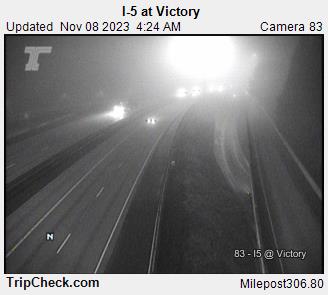 I-5 at Victory
Updated Nov 08 2023 4:24 AM Camera 83
T
N
83 - I5 @ Victory
TripCheck.com Milepost306.80